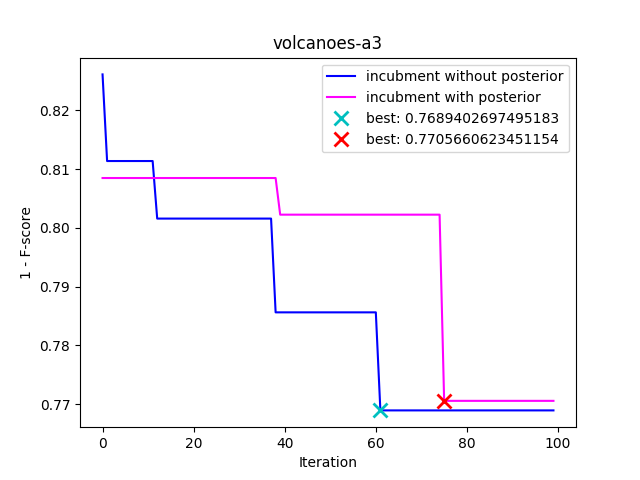 volcanoes-a3
incubment without posterior
incubment with posterior
best: 0.7689402697495183
best: 0.7705660623451154
1 - F-score
0.82
0.81
0.80
0.79
0.78
0.77
0
20
40
60
80
100
Iteration